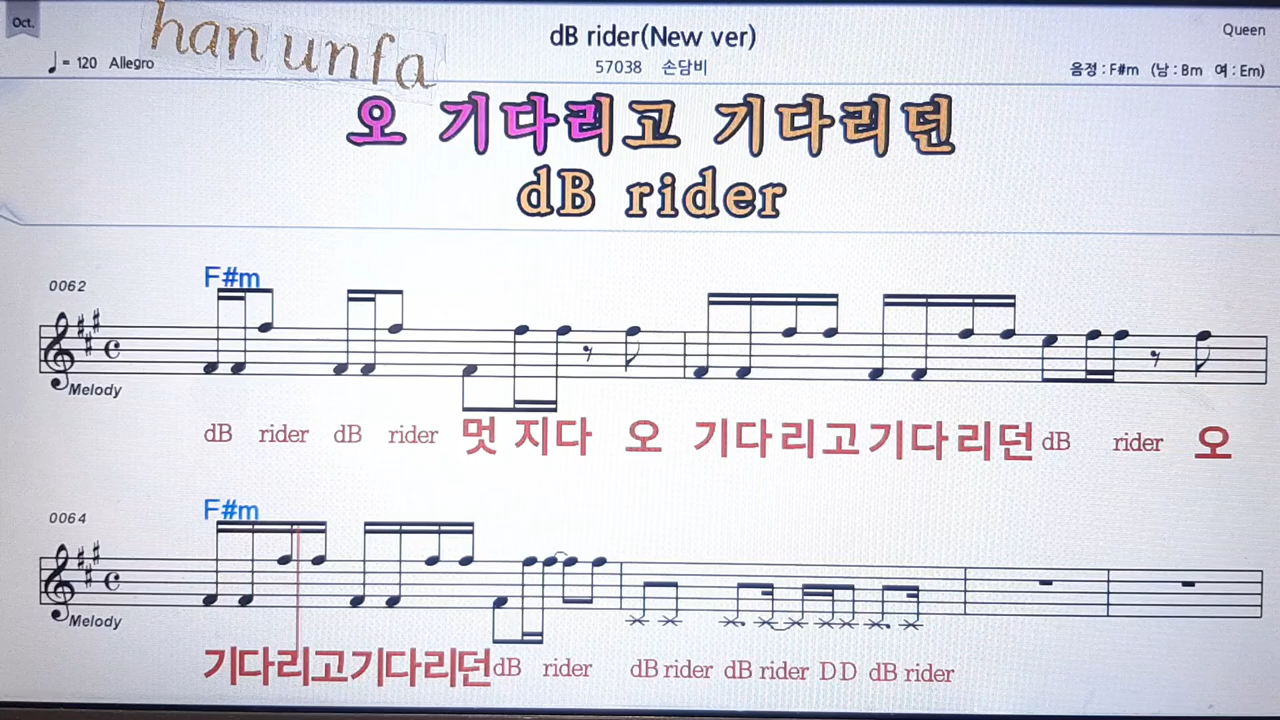 Oct.
han unfa
dB rider(New ver)
Queen
♩ = 120 Allegro
57038 손담비
음정 : F#m (남 : Bm 여 : Em)
오 기다리고 기다리던
dB rider
F#m
0062
Melody
dB rider dB rider 멋 지다 오 기다리고기다리던 dB rider 오
F#m
0064
Melody
기다리고기다리던dB rider dB rider dB rider D D dB rider